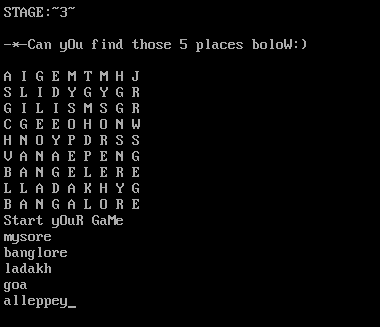 STAGE:~3~
-*-Can yOu find those 5 places boloW:)
A I G E M T M H J
S L I D Y G Y G R
G I L I S M S G R
C G E E O H O N W
H N O Y P D R S S
V A N A E P E N G
B A N G E L E R E
L L A D A K H Y G
B A N G A L O R E
Start yOuR GaMe
mysore
banglore
ladakh
goa
alleppey_